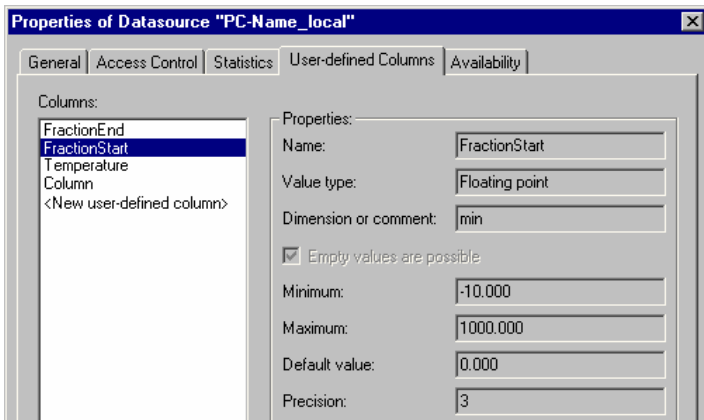 Properties of Datasource "PC-Name_local"
General Access Control Statistics User-defined Columns Availability
Columns:
FractionEnd
FractionStart
Temperature
Column
<New user-defined column>
Properties:
Name: FractionStart
Value type: Floating point
Dimension or comment: min
Empty values are possible
Minimum: -10.000
Maximum: 1000.000
Default value: 0.000
Precision: 3